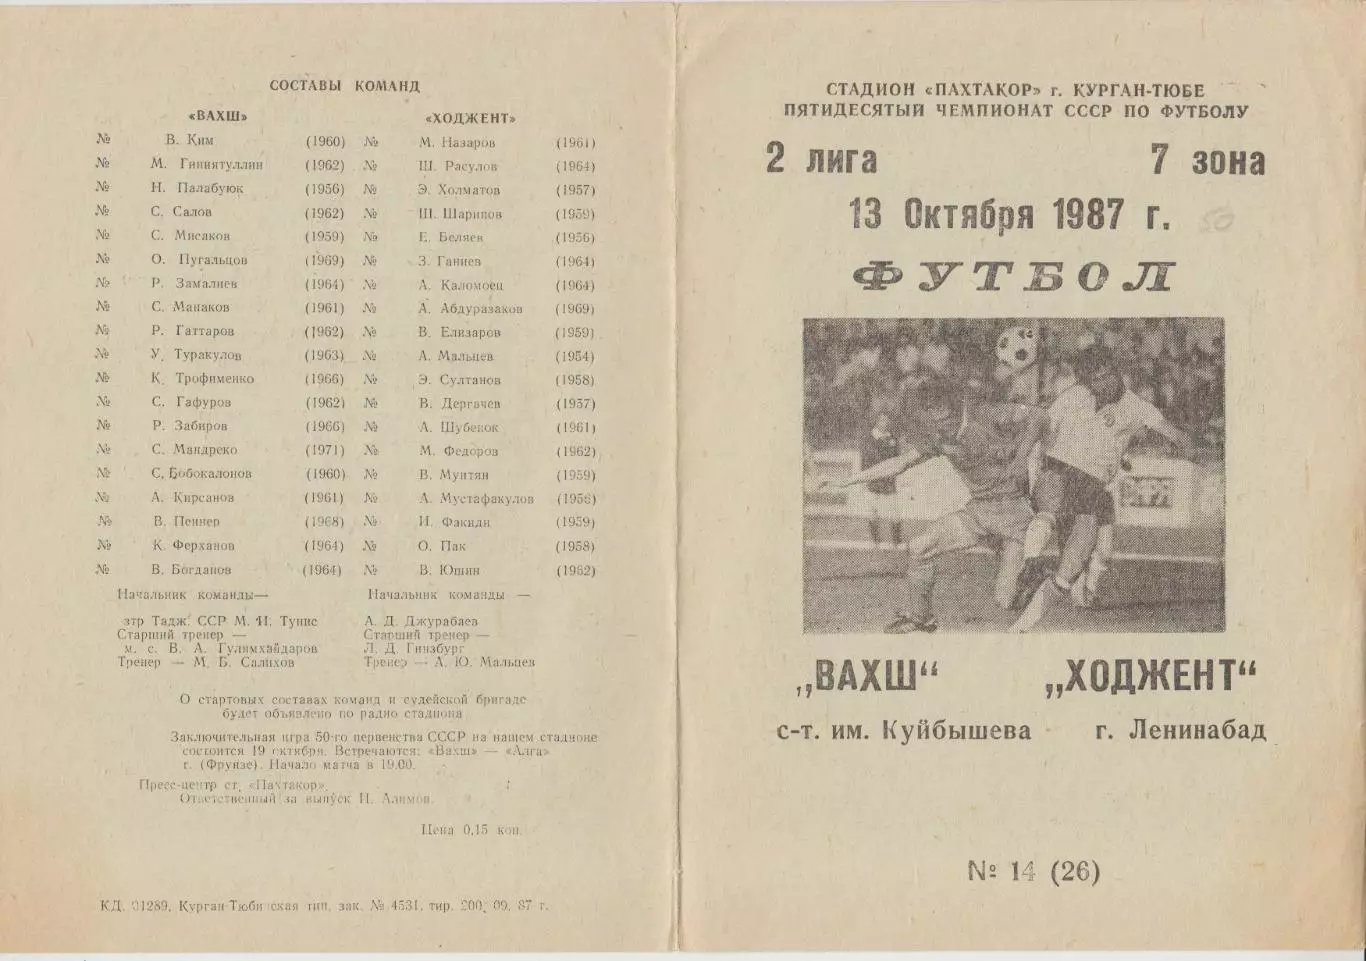 СОСТАВЫ КОМАНД
«ВАХШ» «ХОДЖЕНТ»
№ В. Ким (1960) № М. Назаров (1961)
№ М. Гиниятуллин (1962) № Ш. Расулов (1964)
№ Н. Палабуюк (1956) № Э. Холматов (1957)
№ С. Салов (1962) № Ш. Шарипов (1959)
№ С. Мисаков (1959) № Е. Беляев (1956)
№ О. Пугальцов (1969) № З. Ганиев (1964)
№ Р. Замалиев (1964) № А. Каломоец (1964)
№ С. Манаков (1961) № А. Абдуразаков (1969)
№ Р. Гаттаров (1962) № В. Елизаров (1959)
№ У. Туракулов (1963) № А. Мальцев (1954)
№ К. Трофименко (1966) № Э. Султанов (1958)
№ С. Гафуров (1962) № В. Дергачев (1957)
№ Р. Забиров (1966) № А. Шубенок (1961)
№ С. Мандреко (1971) № М. Федоров (1962)
№ С. Бобокалонов (1960) № В. Мунтян (1959)
№ А. Кирсанов (1961) № А. Мустафакулов (1956)
№ В. Пеннер (1968) № И. Факиди (1959)
№ К. Ферханов (1964) № О. Пак (1958)
№ В. Богданов (1964) № В. Юшин (1962)
Начальник команды— Начальник команды —
зтр Тадж. ССР М. И. Тунис А. Д. Джурабаев
Старший тренер — Старший тренер —
м. с. В. А. Гулямхайдаров Л. Д. Гинзбург
Тренер — М. Б. Салихов Тренер — А. Ю. Мальцев
О стартовых составах команд и судейской бригаде
будет объявлено по радио стадиона
Заключительная игра 50-го первенства СССР на нашем стадионе
состоится 19 октября. Встречаются: «Вахш» — «Алга»
г. (Фрунзе). Начало матча в 19.00.
Пресс-центр ст. «Пахтакор».
Ответственный за выпуск И. Алимов.
Цена 0,15 коп.
КД. 01289, Курган-Тюбинская тип. зак. № 4531, тир. 200, 09. 87 г.
СТАДИОН «ПАХТАКОР» г. КУРГАН-ТЮБЕ
ПЯТИДЕСЯТЫЙ ЧЕМПИОНАТ СССР ПО ФУТБОЛУ
2 лига 7 зона
13 Октября 1987 г.
ФУТБОЛ
„ВАХШ“ „ХОДЖЕНТ“
с-т. им. Куйбышева г. Ленинабад
№ 14 (26)